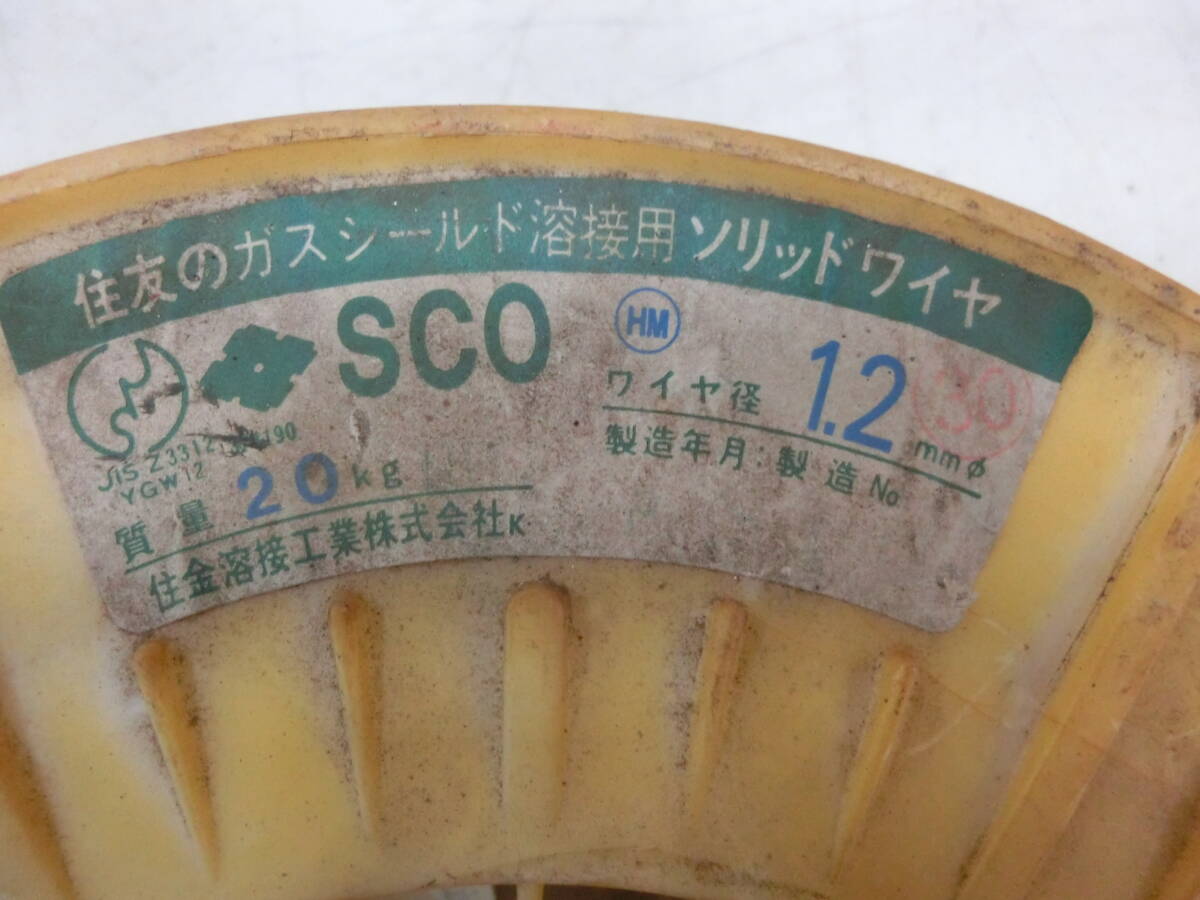 住友のガスシールド溶接用 ソリッドワイヤ
SCO
HM
ワイヤ径 1.2 mmφ
30
製造年月:製造No
JIS Z3312
YGW12
質量 20 kg
住金溶接工業株式会社K